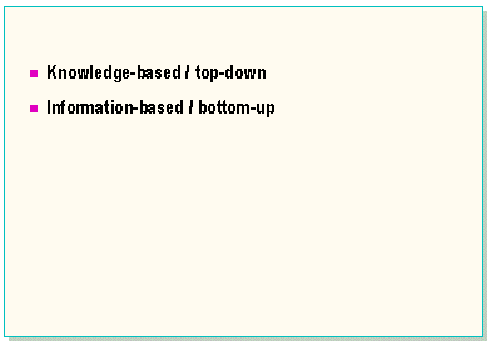 Knowledge-based / top-down
Information-based / bottom-up